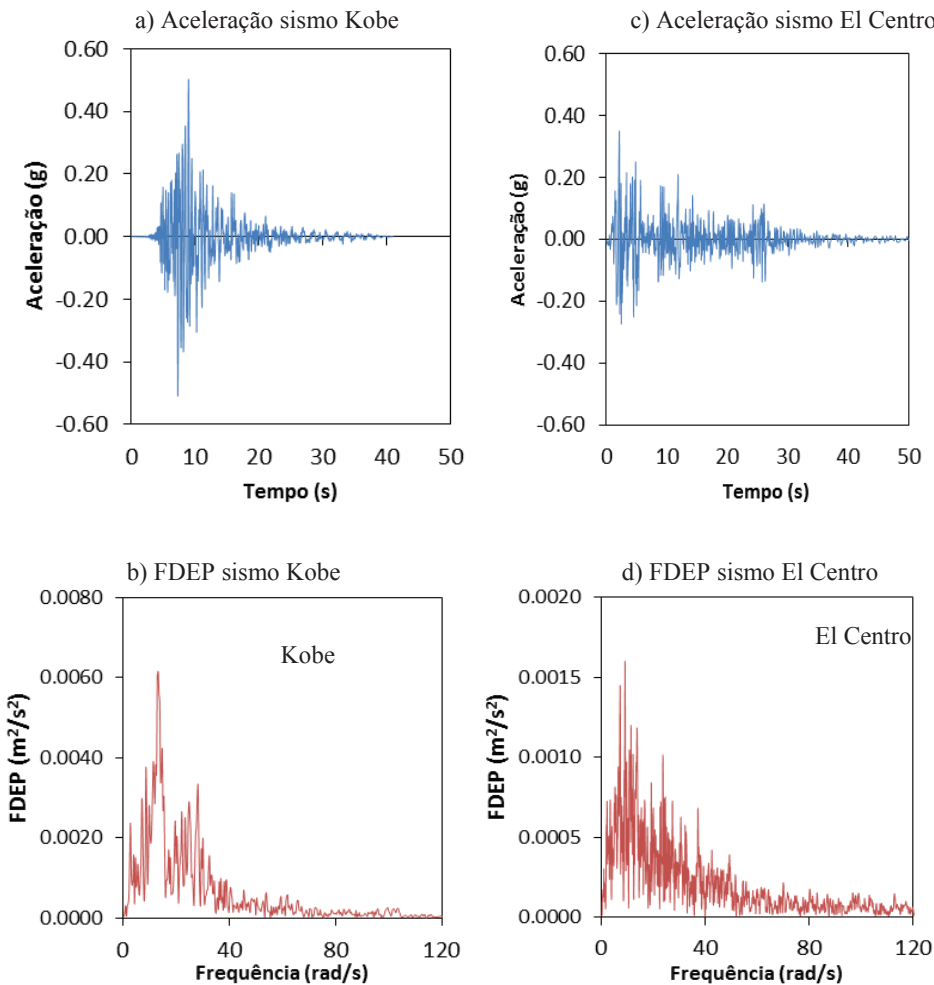 a) Aceleração sismo Kobe
0.60
0.40
0.20
0.00
-0.20
-0.40
-0.60
Aceleração (g)
0 10 20 30 40 50
Tempo (s)
c) Aceleração sismo El Centro
0.60
0.40
0.20
0.00
-0.20
-0.40
-0.60
Aceleração (g)
0 10 20 30 40 50
Tempo (s)
b) FDEP sismo Kobe
0.0080
0.0060
0.0040
0.0020
0.0000
FDEP (m²/s²)
Kobe
0 40 80 120
Frequência (rad/s)
d) FDEP sismo El Centro
0.0020
0.0015
0.0010
0.0005
0.0000
FDEP (m²/s²)
El Centro
0 40 80 120
Frequência (rad/s)